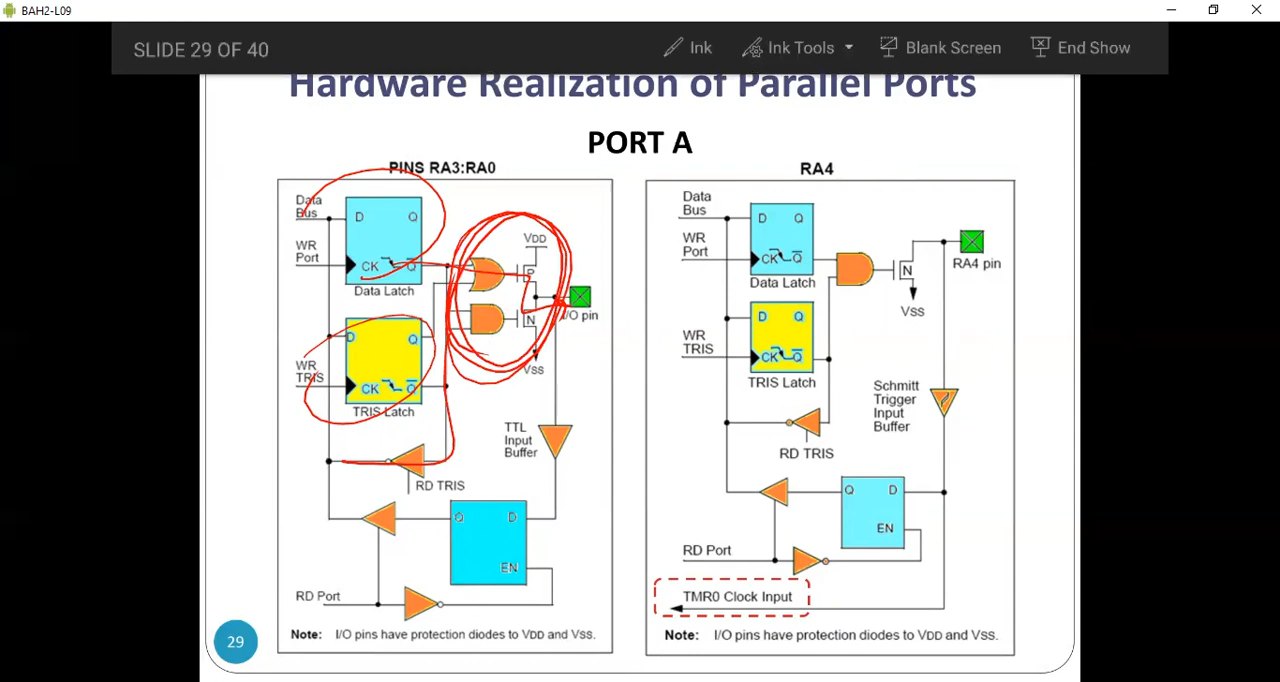 BAH2-L09
SLIDE 29 OF 40
Ink
Ink Tools
Blank Screen
End Show
Hardware Realization of Parallel Ports
PORT A
PINS RA3:RA0
Data
Bus
D
Q
WR
Port
CK
Q
Data Latch
VDD
P
D
Q
N
I/O pin
WR
TRIS
CK
Q
VSS
TRIS Latch
TTL
Input
Buffer
RD TRIS
Q
D
EN
RD Port
Note: I/O pins have protection diodes to VDD and VSS.
RA4
Data
Bus
D
Q
WR
Port
CK
Q
Data Latch
N
RA4 pin
VSS
D
Q
WR
TRIS
CK
Q
TRIS Latch
Schmitt
Trigger
Input
Buffer
RD TRIS
Q
D
EN
RD Port
TMR0 Clock Input
Note: I/O pins have protection diodes to VDD and VSS.
29